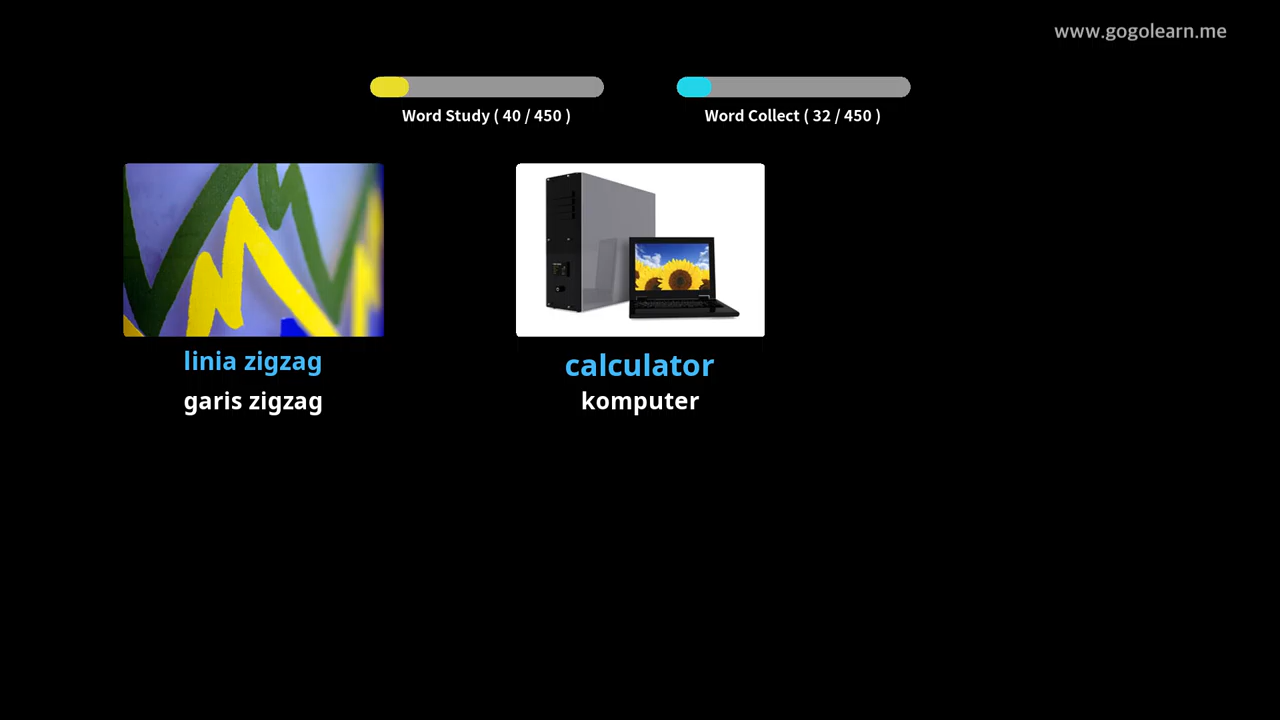 www.gogolearn.me
Word Study ( 40 / 450 )
Word Collect ( 32 / 450 )
linia zigzag
garis zigzag
calculator
komputer